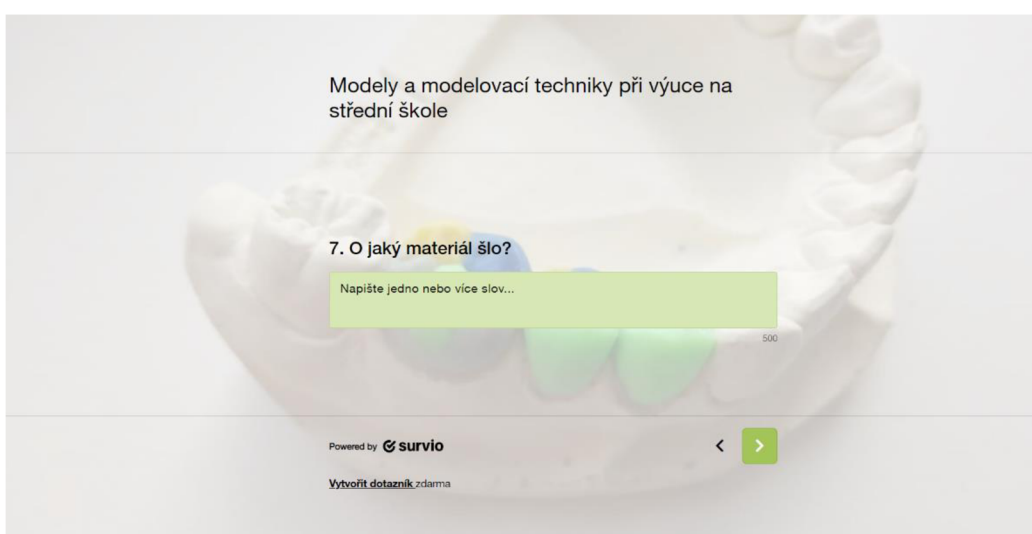 Modely a modelovací techniky při výuce na
střední škole
7. O jaký materiál šlo?
Napište jedno nebo více slov...
500
Powered by survio
Vytvořit dotazník zdarma